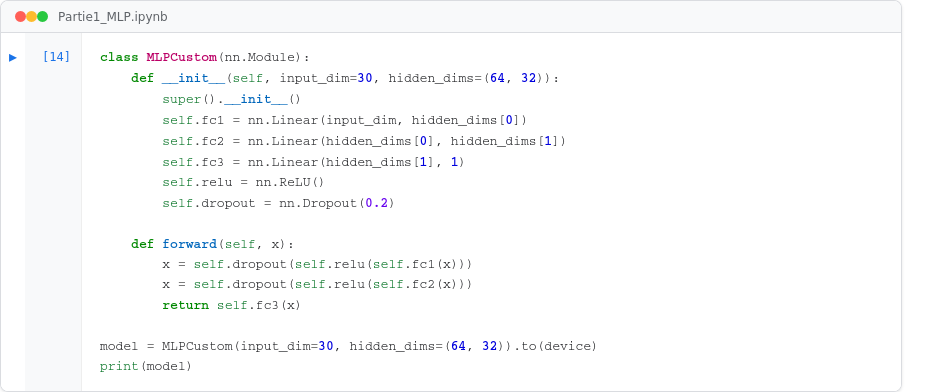 Partie1_MLP.ipynb
[14]
class MLPCustom(nn.Module):
    def __init__(self, input_dim=30, hidden_dims=(64, 32)):
        super().__init__()
        self.fc1 = nn.Linear(input_dim, hidden_dims[0])
        self.fc2 = nn.Linear(hidden_dims[0], hidden_dims[1])
        self.fc3 = nn.Linear(hidden_dims[1], 1)
        self.relu = nn.ReLU()
        self.dropout = nn.Dropout(0.2)

    def forward(self, x):
        x = self.dropout(self.relu(self.fc1(x)))
        x = self.dropout(self.relu(self.fc2(x)))
        return self.fc3(x)

model = MLPCustom(input_dim=30, hidden_dims=(64, 32)).to(device)
print(model)